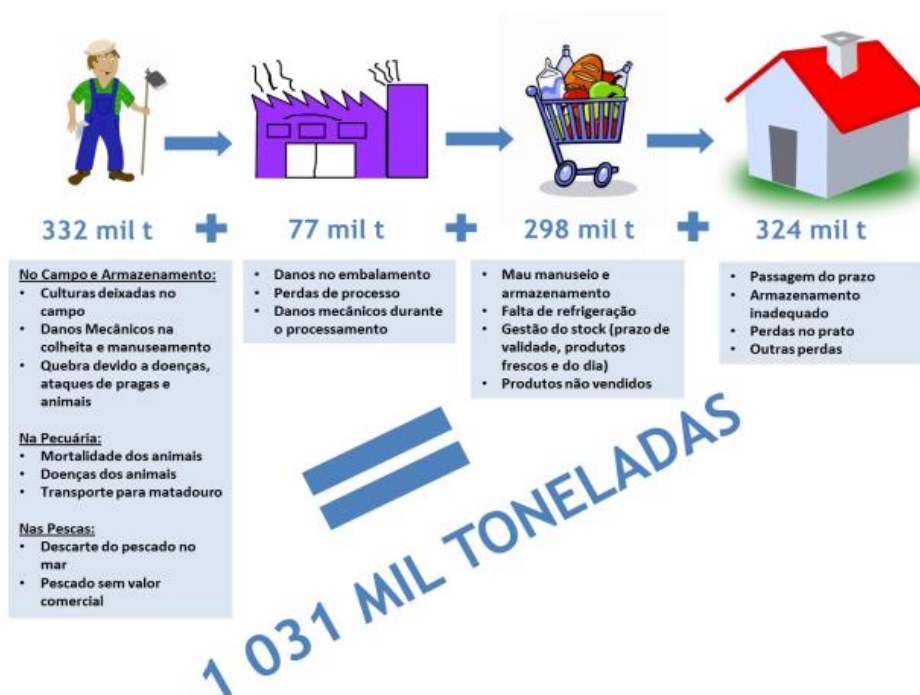 332 mil t + 77 mil t + 298 mil t + 324 mil t
No Campo e Armazenamento:
• Culturas deixadas no
campo
• Danos Mecânicos na
colheita e manuseamento
• Quebra devido a doenças,
ataques de pragas e
animais
Na Pecuária:
• Mortalidade dos animais
• Doenças dos animais
• Transporte para matadouro
Nas Pescas:
• Descarte do pescado no
mar
• Pescado sem valor
comercial
• Danos no embalamento
• Perdas de processo
• Danos mecânicos durante
o processamento
• Mau manuseio e
armazenamento
• Falta de refrigeração
• Gestão do stock (prazo de
validade, produtos
frescos e do dia)
• Produtos não vendidos
• Passagem do prazo
• Armazenamento
inadequado
• Perdas no prato
• Outras perdas
= 1 031 MIL TONELADAS